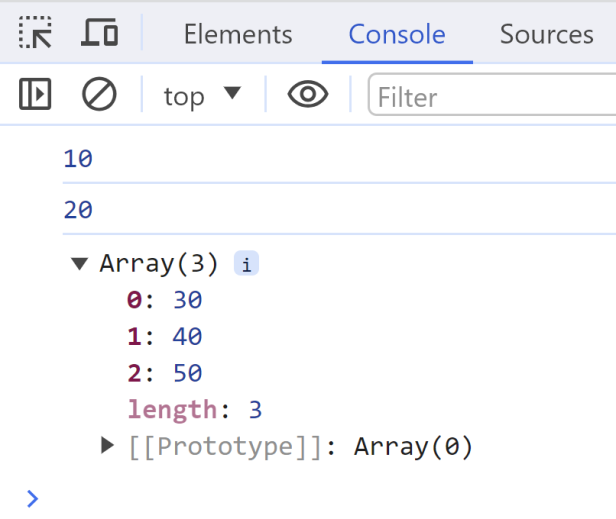 Elements Console Sources
top Filter
10
20
Array(3) i
0: 30
1: 40
2: 50
length: 3
[[Prototype]]: Array(0)